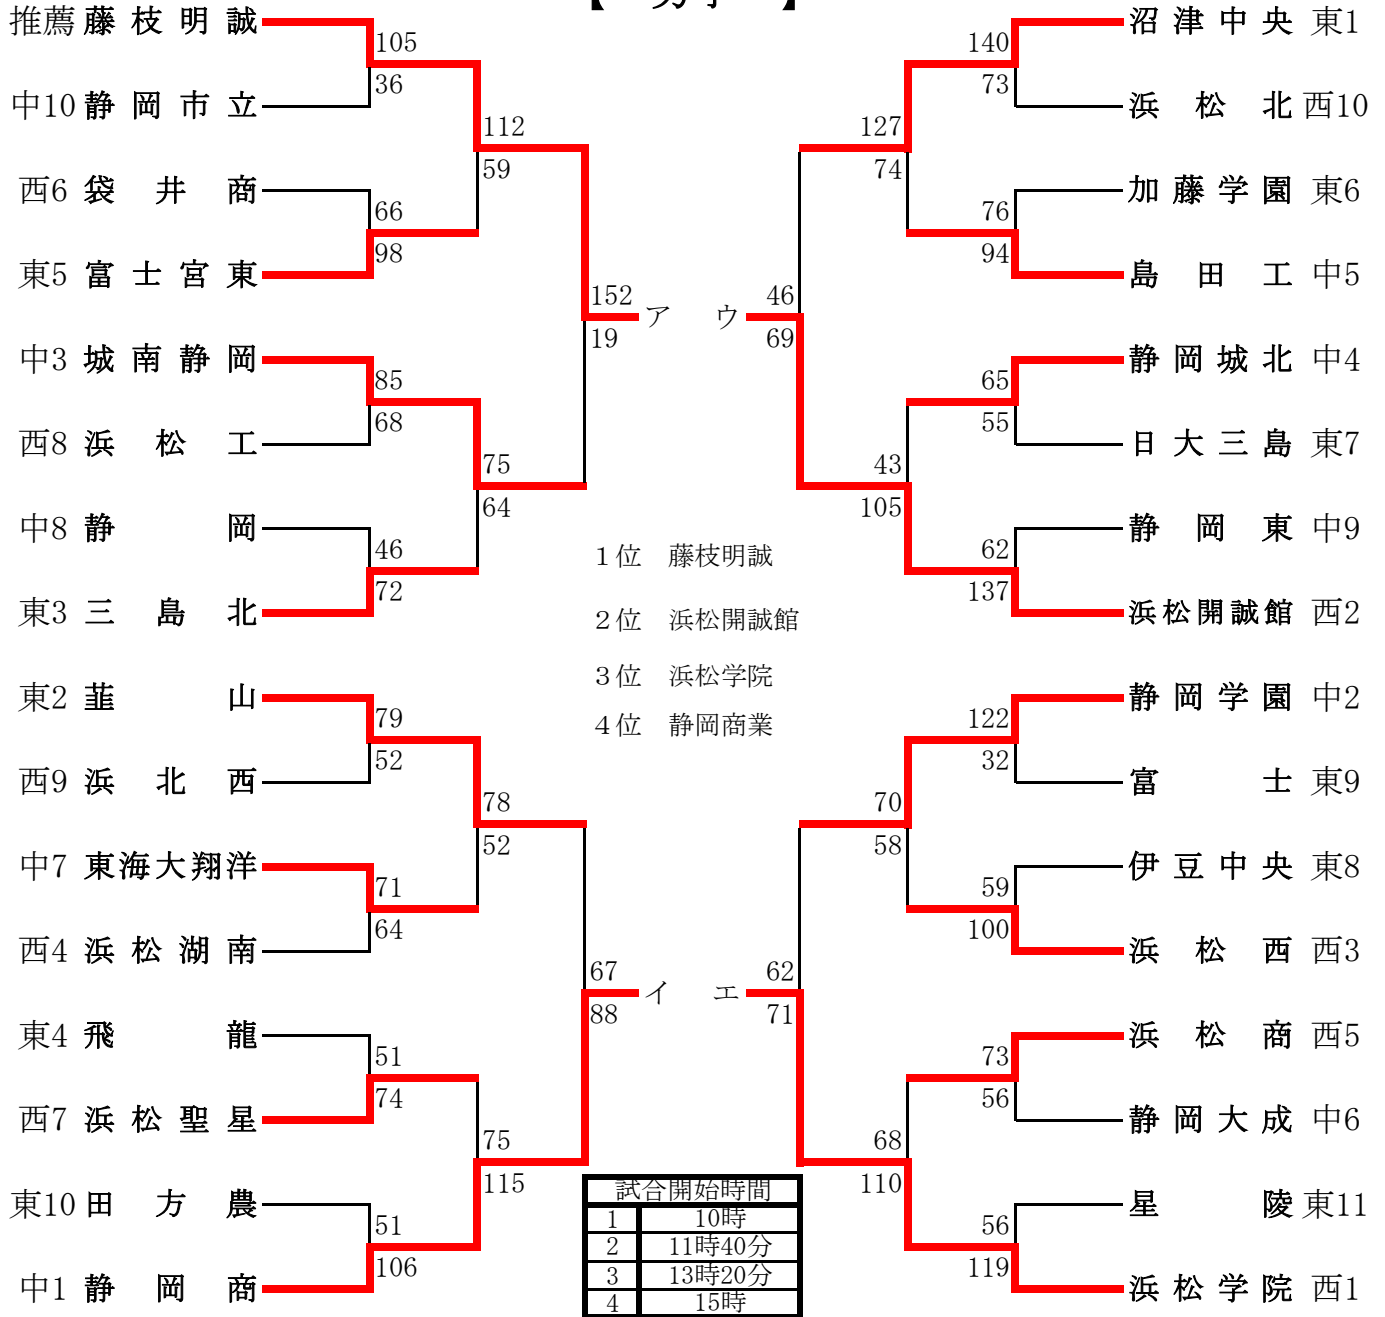 【 男子 】
推薦 藤枝明誠
105
36
中10 静岡市立
112
59
西6 袋井商
66
98
東5 富士宮東
152 ア
19
中3 城南静岡
85
68
西8 浜松工
75
64
中8 静岡
46
72
東3 三島北
東2 韮山
79
52
西9 浜北西
78
52
中7 東海大翔洋
71
64
西4 浜松湖南
67 イ
88
東4 飛龍
51
74
西7 浜松聖星
75
115
東10 田方農
51
106
中1 静岡商
1位 藤枝明誠
2位 浜松開誠館
3位 浜松学院
4位 静岡商業
試合開始時間
1 10時
2 11時40分
3 13時20分
4 15時
沼津中央 東1
140
73
浜松北 西10
127
74
加藤学園 東6
76
94
島田工 中5
ウ 46
69
静岡城北 中4
65
55
日大三島 東7
43
105
静岡東 中9
62
137
浜松開誠館 西2
静岡学園 中2
122
32
富士 東9
70
58
伊豆中央 東8
59
100
浜松西 西3
エ 62
71
浜松商 西5
73
56
静岡大成 中6
68
110
星陵 東11
56
119
浜松学院 西1